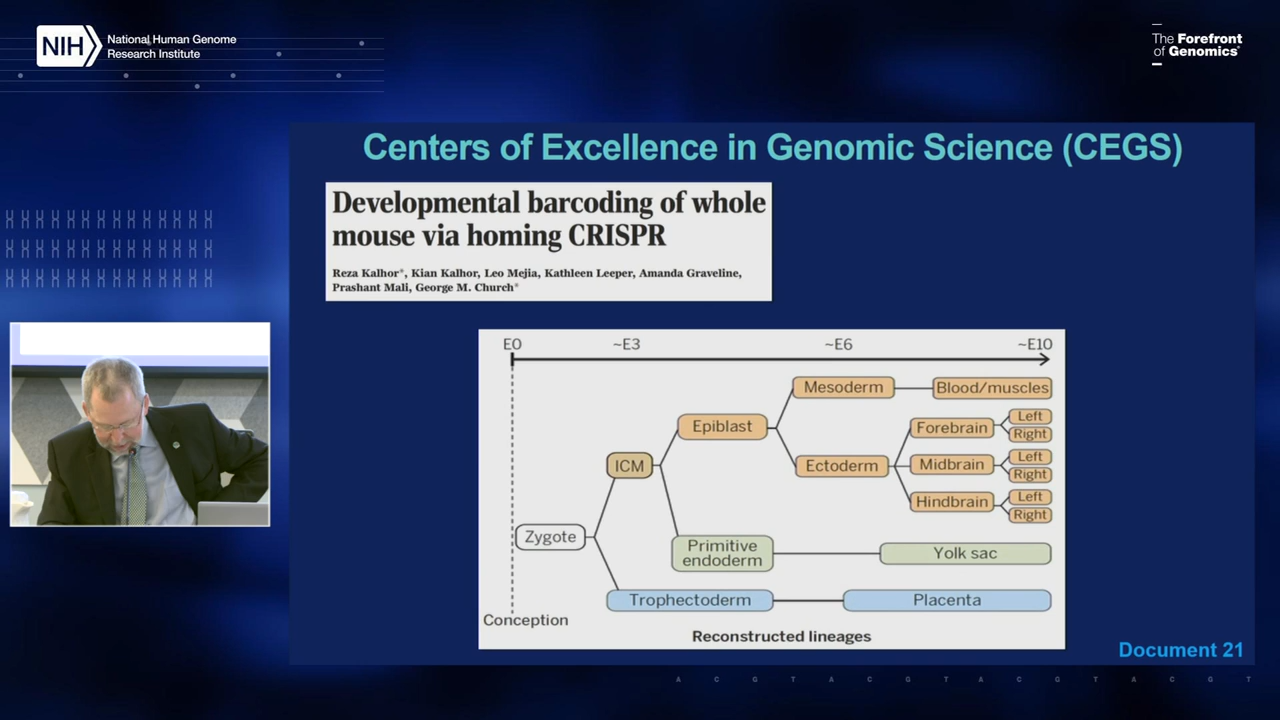 NIH
National Human Genome
Research Institute
The Forefront
of Genomics®
Centers of Excellence in Genomic Science (CEGS)
Developmental barcoding of whole
mouse via homing CRISPR
Reza Kalhor*, Kian Kalhor, Leo Mejia, Kathleen Leeper, Amanda Graveline,
Prashant Mali, George M. Church*
E0 ~E3 ~E6 ~E10
Mesoderm Blood/muscles
Epiblast
Forebrain
Left
Right
ICM
Ectoderm
Midbrain
Left
Right
Hindbrain
Left
Right
Zygote
Primitive
endoderm
Yolk sac
Trophectoderm Placenta
Conception
Reconstructed lineages
Document 21
A C G T A C G T A C G T A C G T